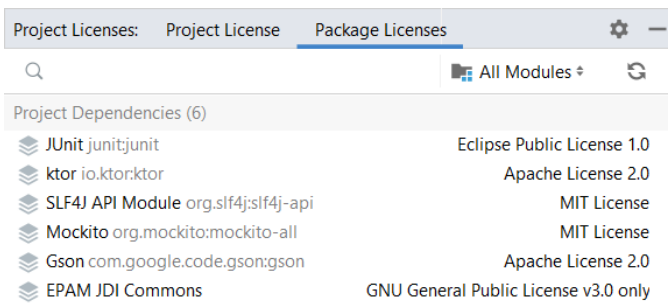 Project Licenses: Project License Package Licenses
All Modules
Project Dependencies (6)
JUnit junit:junit Eclipse Public License 1.0
ktor io.ktor:ktor Apache License 2.0
SLF4J API Module org.slf4j:slf4j-api MIT License
Mockito org.mockito:mockito-all MIT License
Gson com.google.code.gson:gson Apache License 2.0
EPAM JDI Commons GNU General Public License v3.0 only